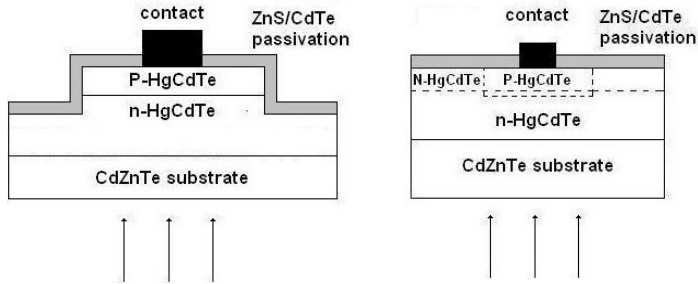 contact
ZnS/CdTe
passivation
P-HgCdTe
n-HgCdTe
CdZnTe substrate
contact
ZnS/CdTe
passivation
N-HgCdTe
P-HgCdTe
n-HgCdTe
CdZnTe substrate